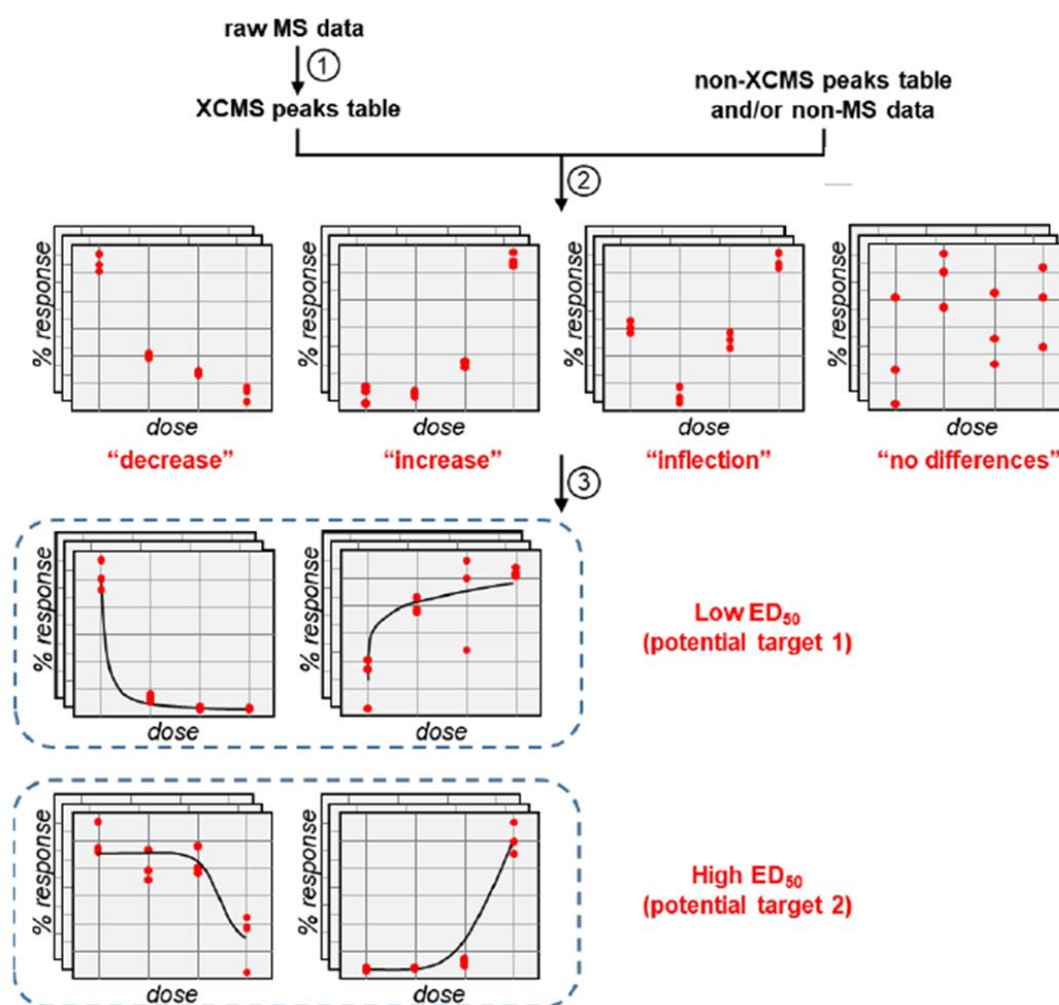 raw MS data
①
XCMS peaks table
non-XCMS peaks table
and/or non-MS data
②
% response
% response
% response
% response
dose
dose
dose
dose
“decrease”
“increase”
“inflection”
“no differences”
③
% response
% response
dose
dose
Low ED50
(potential target 1)
% response
% response
dose
dose
High ED50
(potential target 2)